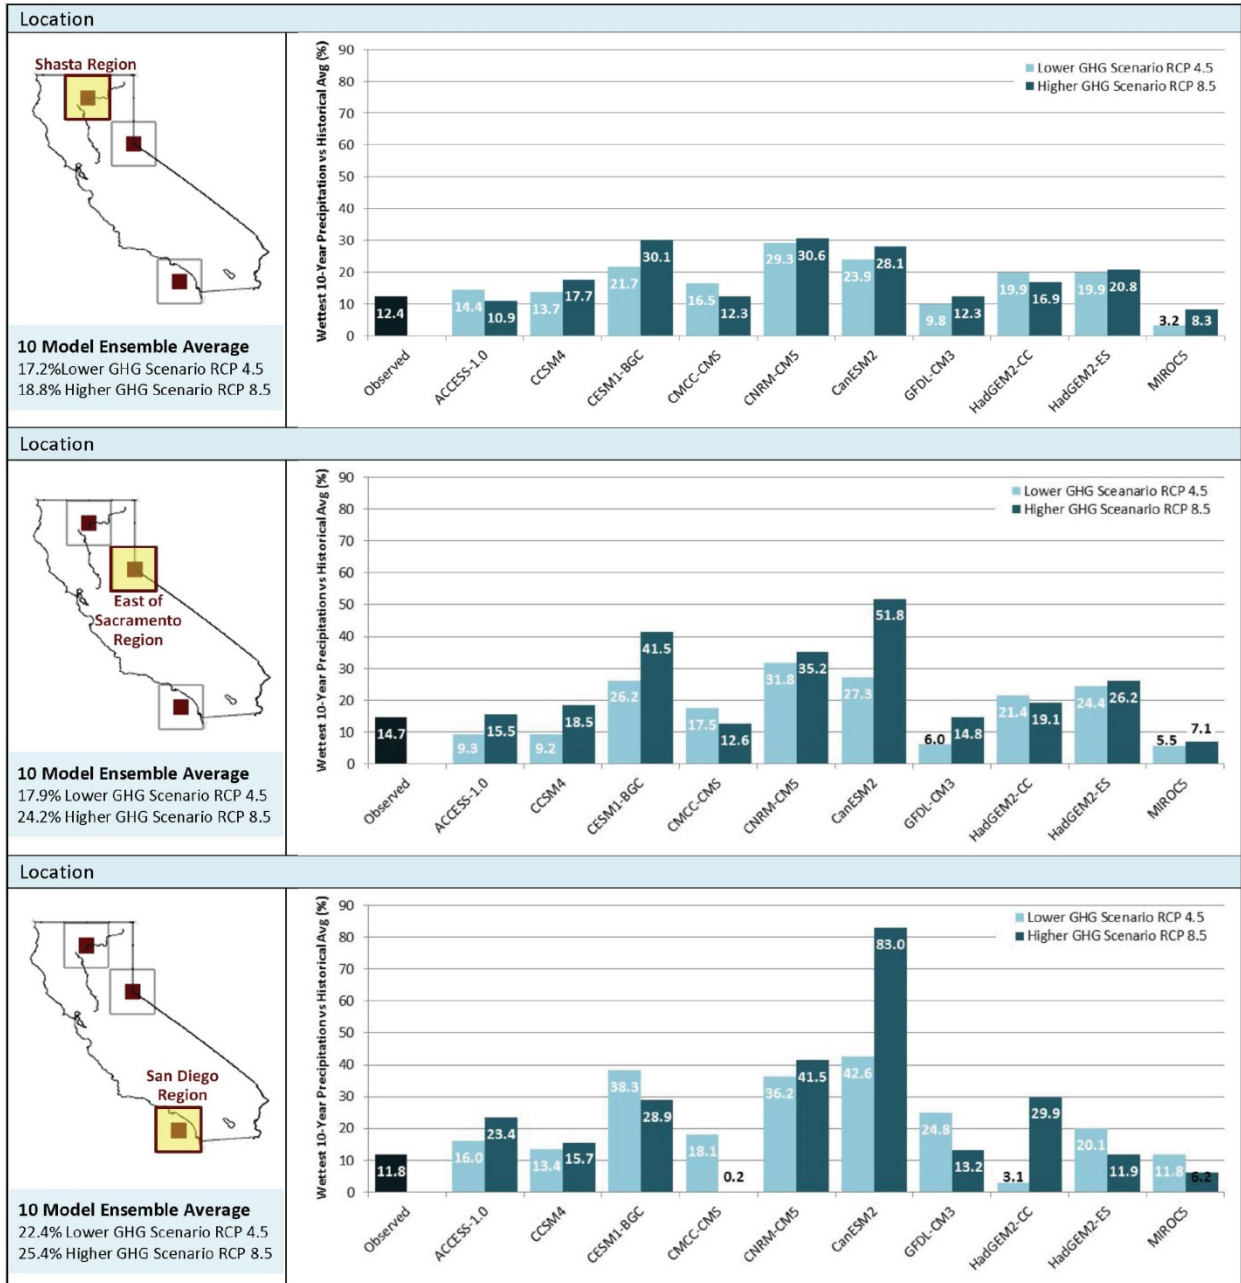 Location
Shasta Region
10 Model Ensemble Average
17.2%Lower GHG Scenario RCP 4.5
18.8% Higher GHG Scenario RCP 8.5
Wettest 10-Year Precipitation vs Historical Avg (%)
90
80
70
60
50
40
30
20
10
0
Lower GHG Scenario RCP 4.5
Higher GHG Scenario RCP 8.5
12.4
14.4
10.9
13.7
17.7
21.7
30.1
16.5
12.3
29.3
30.6
23.9
28.1
9.8
12.3
19.9
16.9
19.9
20.8
3.2
8.3
Observed
ACCESS-1.0
CCSM4
CESM1-BGC
CMCC-CMS
CNRM-CM5
CanESM2
GFDL-CM3
HadGEM2-CC
HadGEM2-ES
MIROC5
Location
East of
Sacramento
Region
10 Model Ensemble Average
17.9% Lower GHG Scenario RCP 4.5
24.2% Higher GHG Scenario RCP 8.5
Wettest 10-Year Precipitation vs Historical Avg (%)
90
80
70
60
50
40
30
20
10
0
Lower GHG Sceanario RCP 4.5
Higher GHG Sceanario RCP 8.5
14.7
9.3
15.5
9.2
18.5
26.2
41.5
17.5
12.6
31.8
35.2
27.3
51.8
6.0
14.8
21.4
19.1
24.4
26.2
5.5
7.1
Observed
ACCESS-1.0
CCSM4
CESM1-BGC
CMCC-CMS
CNRM-CM5
CanESM2
GFDL-CM3
HadGEM2-CC
HadGEM2-ES
MIROC5
Location
San Diego
Region
10 Model Ensemble Average
22.4% Lower GHG Scenario RCP 4.5
25.4% Higher GHG Scenario RCP 8.5
Wettest 10-Year Precipitation vs Historical Avg (%)
90
80
70
60
50
40
30
20
10
0
Lower GHG Scenario RCP 4.5
Higher GHG Scenario RCP 8.5
11.8
16.0
23.4
13.4
15.7
38.3
28.9
18.1
0.2
36.2
41.5
42.6
83.0
24.8
13.2
3.1
29.9
20.1
11.9
11.8
6.2
Observed
ACCESS-1.0
CCSM4
CESM1-BGC
CMCC-CMS
CNRM-CM5
CanESM2
GFDL-CM3
HadGEM2-CC
HadGEM2-ES
MIROC5